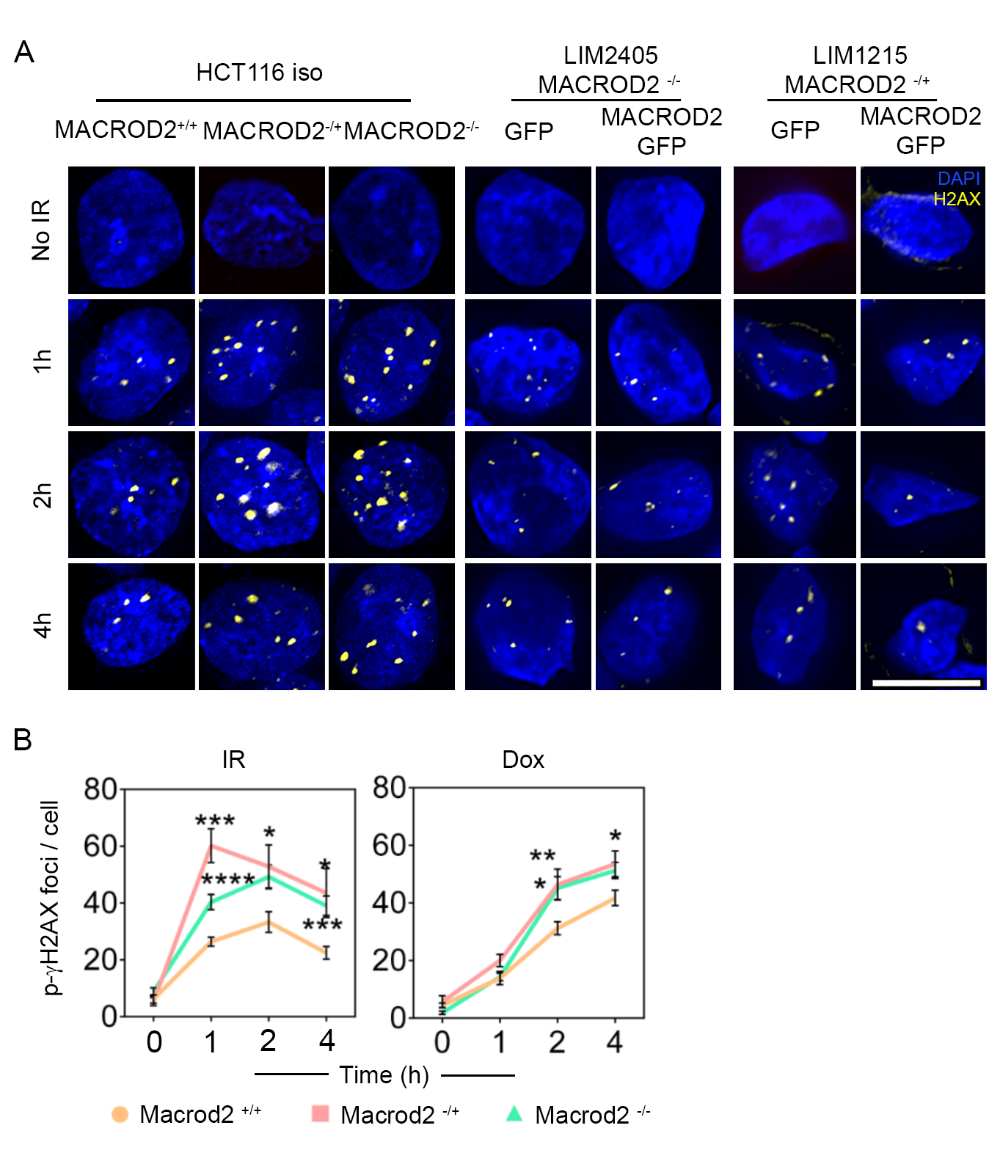 A
HCT116 iso
LIM2405
MACROD2 -/-
LIM1215
MACROD2 -/+
MACROD2+/+ MACROD2-/+ MACROD2-/-
GFP
MACROD2
GFP
GFP
MACROD2
GFP
No IR
DAPI
H2AX
1h
2h
4h
B
IR
Dox
p-γH2AX foci / cell
80
60
40
20
0
***
*
****
*
***
0 1 2 4
80
60
40
20
0
**
*
*
0 1 2 4
Time (h)
Macrod2 +/+
Macrod2 -/+
Macrod2 -/-